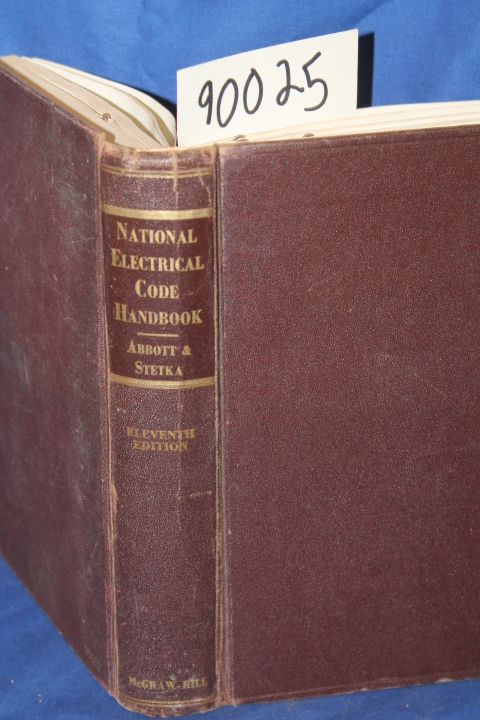 90025
NATIONAL
ELECTRICAL
CODE
HANDBOOK
ABBOTT &
STETKA
ELEVENTH
EDITION
McGRAW-HILL